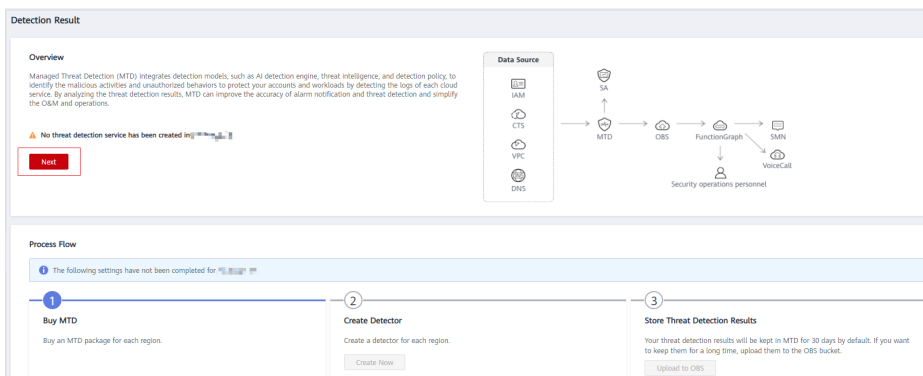 Detection Result
Overview
Managed Threat Detection (MTD) integrates detection models, such as AI detection engine, threat intelligence, and detection policy, to
identify the malicious activities and unauthorized behaviors to protect your accounts and workloads by detecting the logs of each cloud
service. By analyzing the threat detection results, MTD can improve the accuracy of alarm notification and threat detection and simplify
the O&M and operations.
No threat detection service has been created in
Next
Data Source
IAM
CTS
VPC
DNS
SA
MTD
OBS
FunctionGraph
SMN
VoiceCall
Security operations personnel
Process Flow
The following settings have not been completed for
1
Buy MTD
Buy an MTD package for each region.
2
Create Detector
Create a detector for each region.
Create Now
3
Store Threat Detection Results
Your threat detection results will be kept in MTD for 30 days by default. If you want
to keep them for a long time, upload them to the OBS bucket.
Upload to OBS